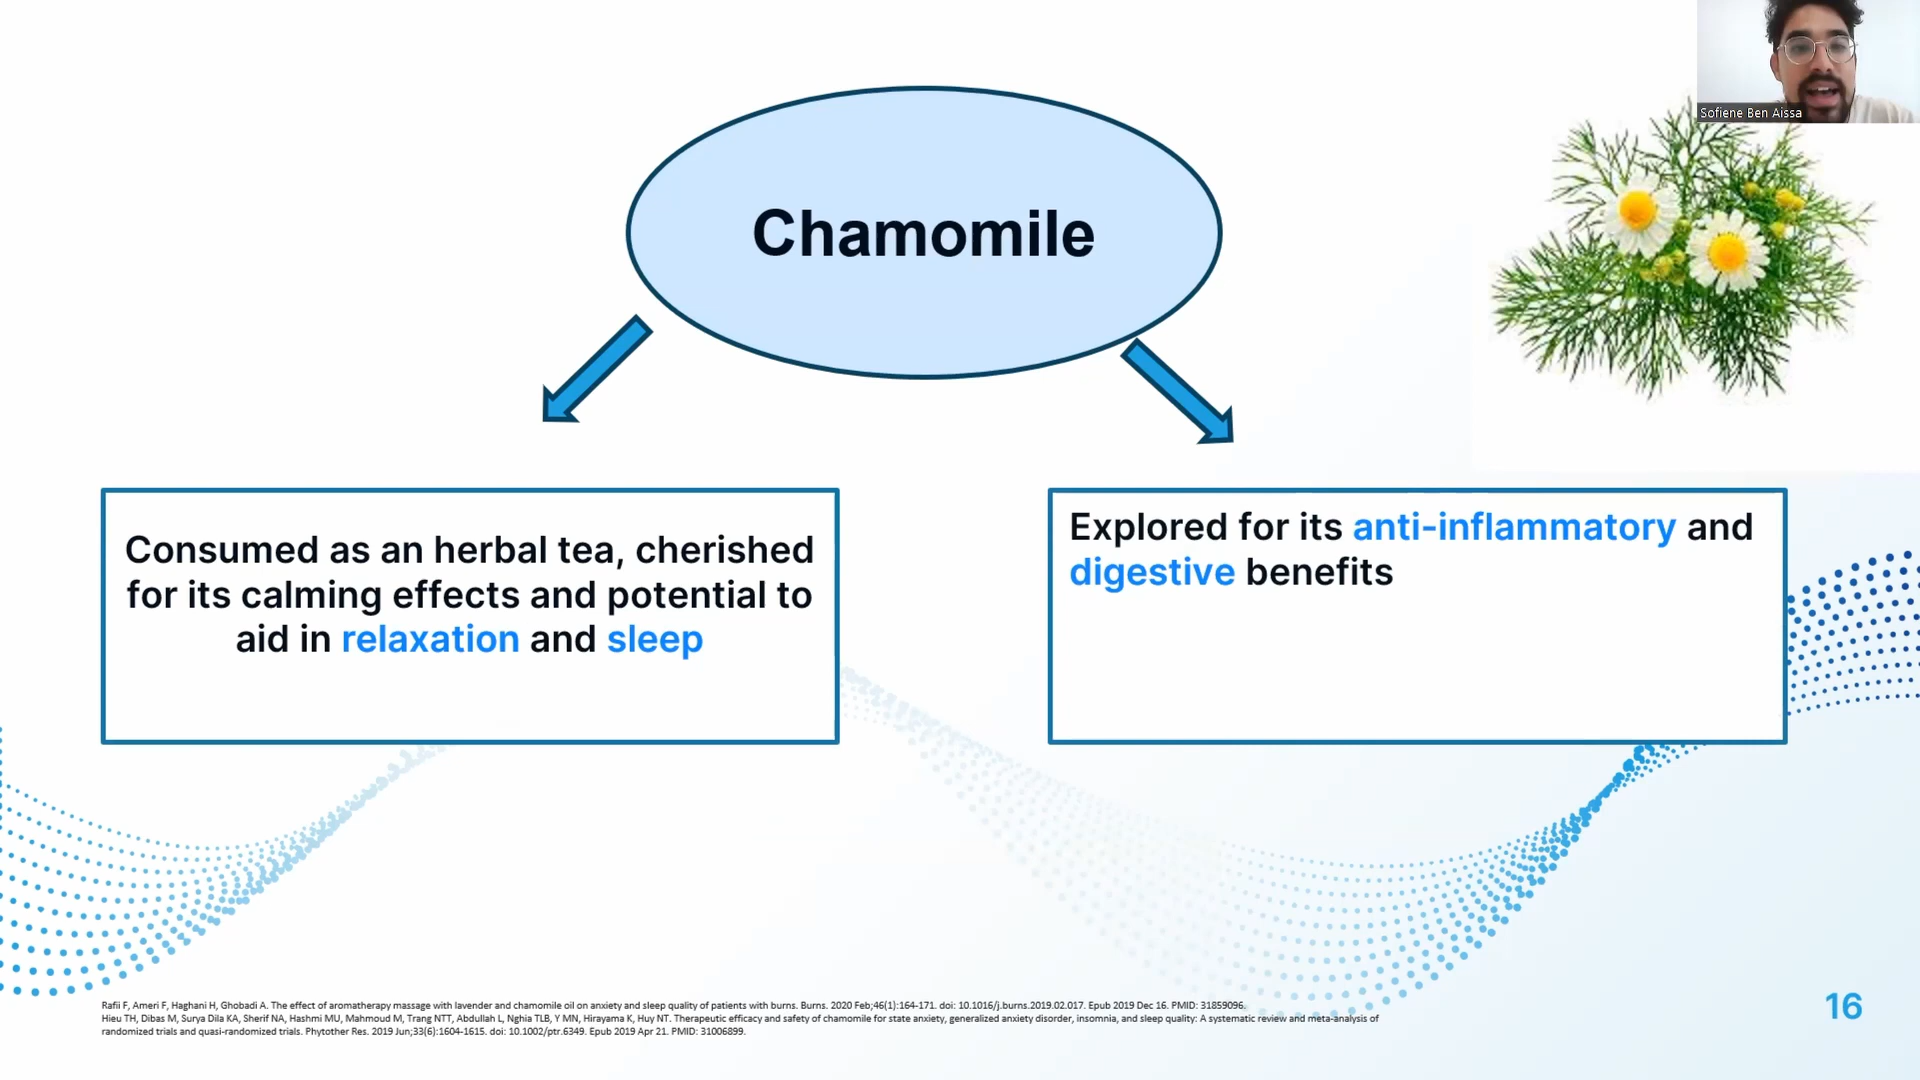 Sofiene Ben Aissa
Chamomile
Consumed as an herbal tea, cherished
for its calming effects and potential to
aid in relaxation and sleep
Explored for its anti-inflammatory and
digestive benefits
Rafii F, Ameri F, Haghani H, Ghobadi A. The effect of aromatherapy massage with lavender and chamomile oil on anxiety and sleep quality of patients with burns. Burns. 2020 Feb;46(1):164-171. doi: 10.1016/j.burns.2019.02.017. Epub 2019 Dec 16. PMID: 31859096.
Hieu TH, Dibas M, Surya Dila KA, Sherif NA, Hashmi MU, Mahmoud M, Trang NTT, Abdullah L, Nghia TLB, Y MN, Hirayama K, Huy NT. Therapeutic efficacy and safety of chamomile for state anxiety, generalized anxiety disorder, insomnia, and sleep quality: A systematic review and meta-analysis of
randomized trials and quasi-randomized trials. Phytother Res. 2019 Jun;33(6):1604-1615. doi: 10.1002/ptr.6349. Epub 2019 Apr 21. PMID: 31006899.
16